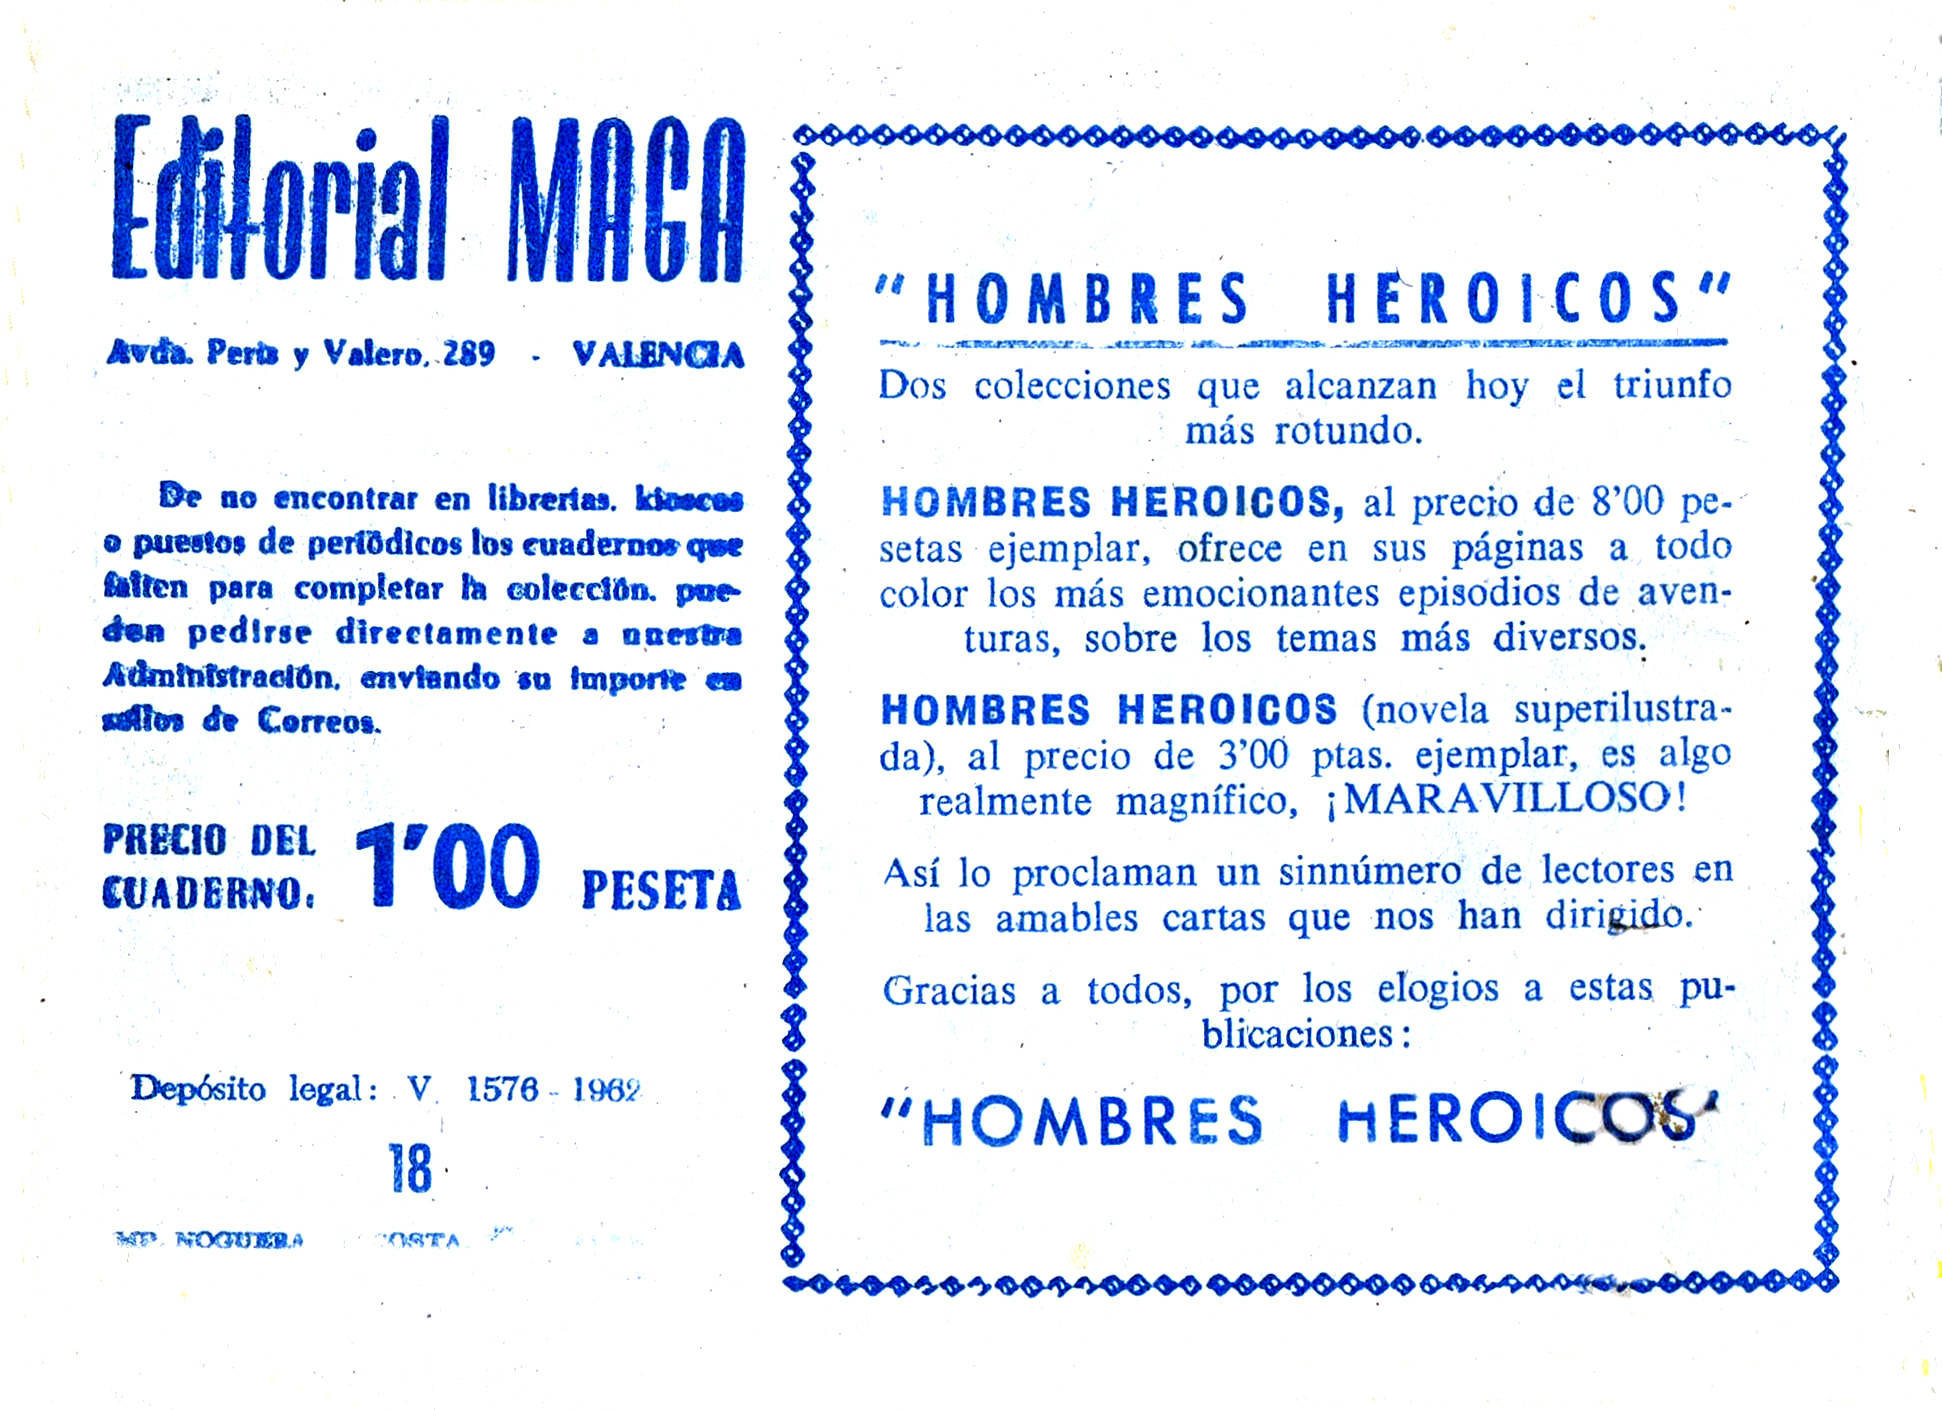 Editorial MAGA
Avda. Peris y Valero, 289 - VALENCIA
De no encontrar en librerias, kioscos
o puestos de periódicos los cuadernos que
falten para completar la colección, pue-
den pedirse directamente a nuestra
Administración, enviando su importe en
sellos de Correos.
PRECIO DEL
CUADERNO: 1'00 PESETA
Depósito legal: V. 1576 - 1962
18
IMP. NOGUERA COSTA
"HOMBRES HEROICOS"
Dos colecciones que alcanzan hoy el triunfo
más rotundo.
HOMBRES HEROICOS, al precio de 8'00 pe-
setas ejemplar, ofrece en sus páginas a todo
color los más emocionantes episodios de aven-
turas, sobre los temas más diversos.
HOMBRES HEROICOS (novela superilustra-
da), al precio de 3'00 ptas. ejemplar, es algo
realmente magnífico, ¡MARAVILLOSO!
Así lo proclaman un sinnúmero de lectores en
las amables cartas que nos han dirigido.
Gracias a todos, por los elogios a estas pu-
blicaciones:
"HOMBRES HEROICOS"